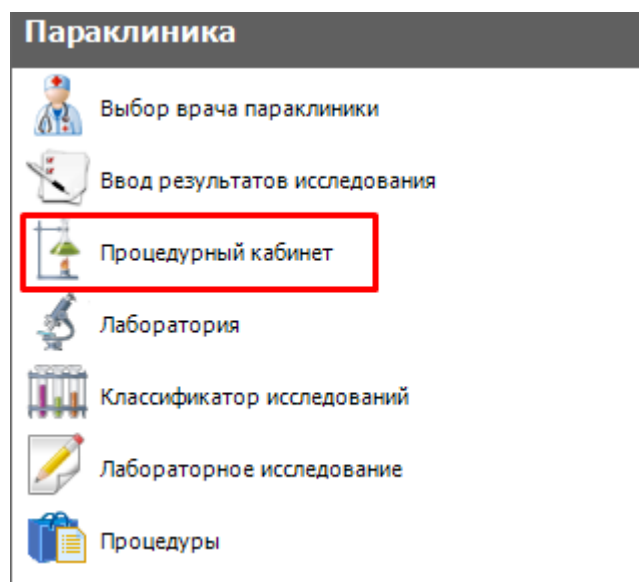 Параклиника
Выбор врача параклиники
Ввод результатов исследования
Процедурный кабинет
Лаборатория
Классификатор исследований
Лабораторное исследование
Процедуры